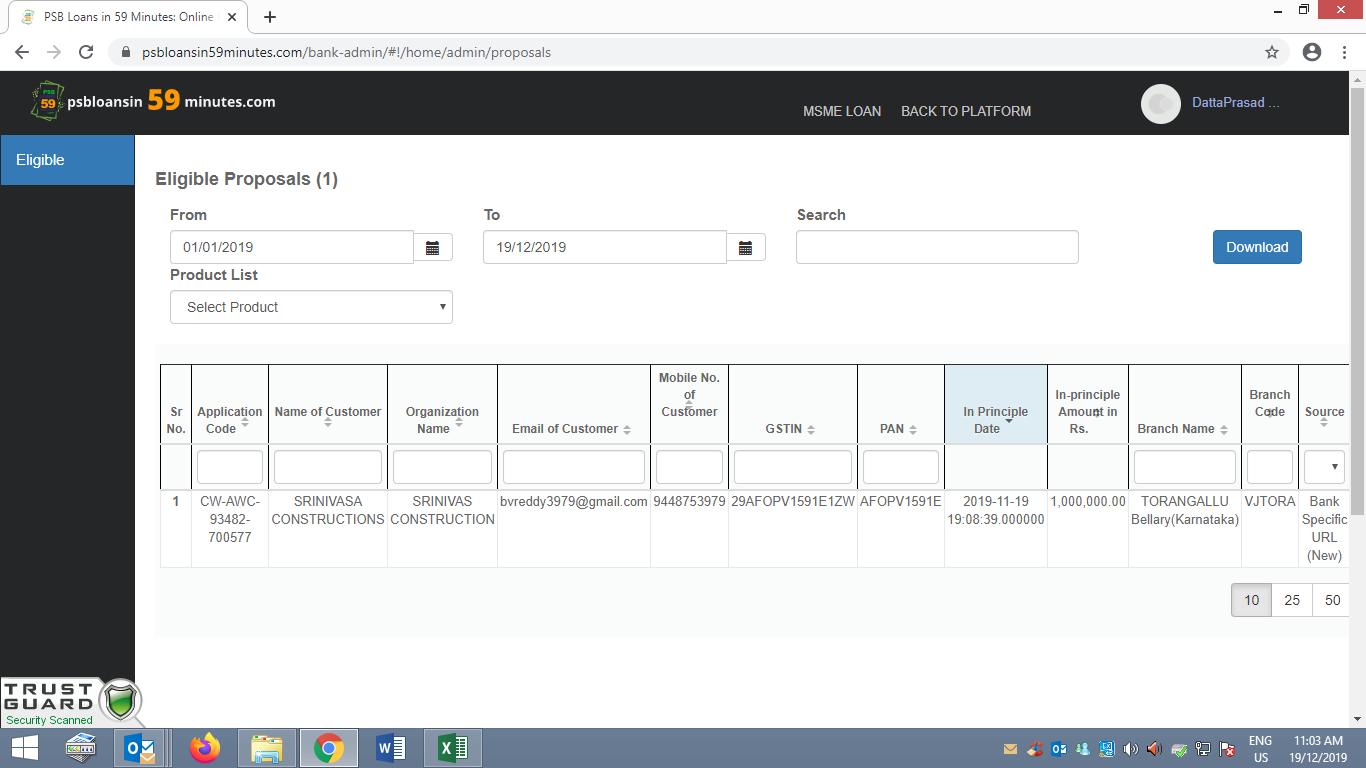 PSB Loans in 59 Minutes: Online
psbloansin59minutes.com/bank-admin/#!/home/admin/proposals
PSB
59
psbloansin 59 minutes.com
MSME LOAN BACK TO PLATFORM
DattaPrasad ...
Eligible
Eligible Proposals (1)
From To Search
01/01/2019 19/12/2019 Download
Product List
Select Product
Sr No. Application Code Name of Customer Organization Name Email of Customer Mobile No. of Customer GSTIN PAN In Principle Date In-principle Amount in Rs. Branch Name Branch Code Source
1 CW-AWC- SRINIVASA SRINIVAS bvreddy3979@gmail.com 9448753979 29AFOPV1591E1ZW AFOPV1591E 2019-11-19 1,000,000.00 TORANGALLU VJTORA Bank
93482- CONSTRUCTIONS CONSTRUCTION 19:08:39.000000 Bellary(Karnataka) Specific
700577 URL
(New)
10 25 50
TRUST
GUARD
Security Scanned
ENG 11:03 AM
US 19/12/2019